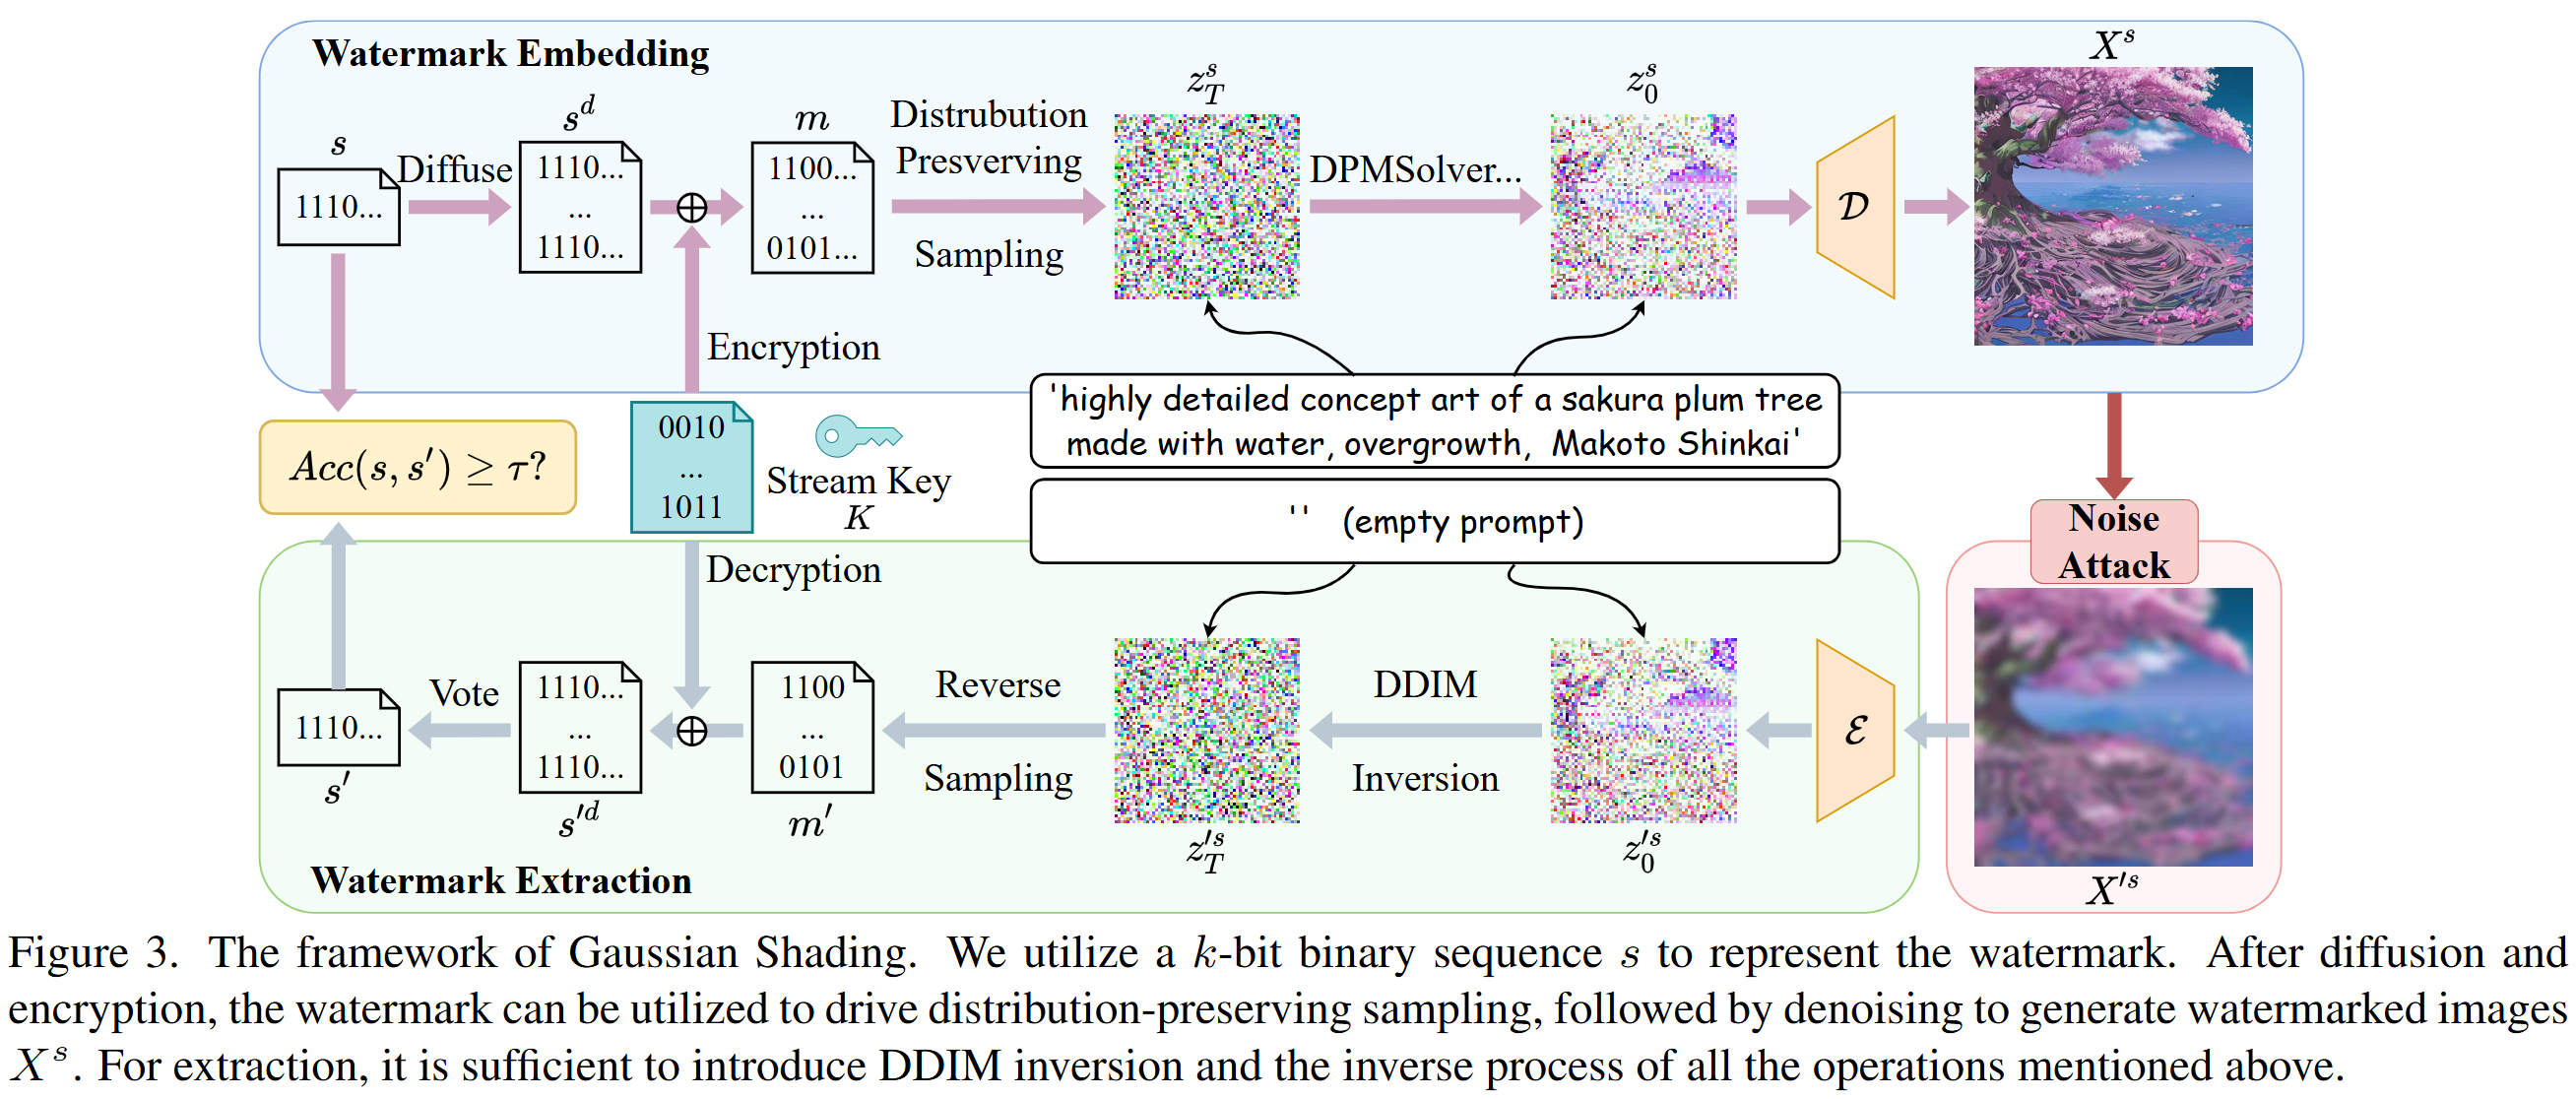 Watermark Embedding
s
1110...
Diffuse
s^d
1110...
...
1110...
⊕
m
1100...
...
0101...
Distrubution
Presverving
Sampling
z_T^s
DPMSolver...
z_0^s
𝒟
X^s
Encryption
'highly detailed concept art of a sakura plum tree
made with water, overgrowth, Makoto Shinkai'
Acc(s, s′) ≥ τ?
0010
...
1011
Stream Key
K
'' (empty prompt)
Noise
Attack
Decryption
1110...
s′
Vote
1110...
...
1110...
s′^d
⊕
1100
...
0101
m′
Reverse
Sampling
z_T′^s
DDIM
Inversion
z_0′^s
ℰ
X′^s
Watermark Extraction
Figure 3. The framework of Gaussian Shading. We utilize a k-bit binary sequence s to represent the watermark. After diffusion and
encryption, the watermark can be utilized to drive distribution-preserving sampling, followed by denoising to generate watermarked images
X^s. For extraction, it is sufficient to introduce DDIM inversion and the inverse process of all the operations mentioned above.